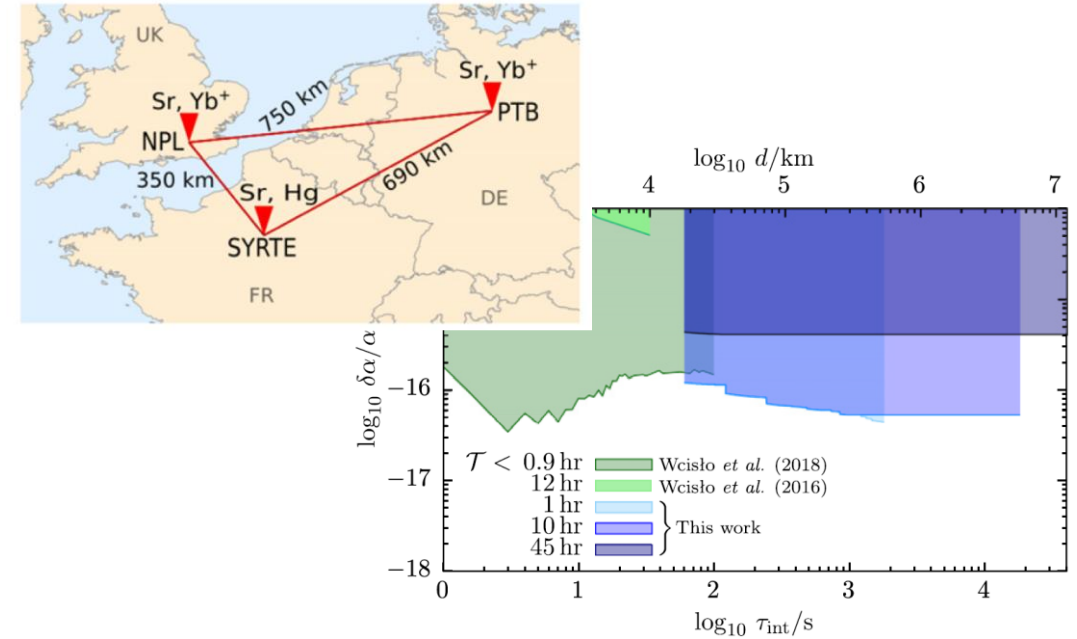 UK
Sr, Yb⁺
NPL
750 km
Sr, Yb⁺
PTB
350 km
690 km
Sr, Hg
SYRTE
DE
FR
log₁₀ d/km
4 5 6 7
log₁₀ δα/α
−16
−17
−18
𝒯 < 0.9 hr Wcisło et al. (2018)
12 hr Wcisło et al. (2016)
1 hr
10 hr This work
45 hr
0 1 2 3 4
log₁₀ τint/s